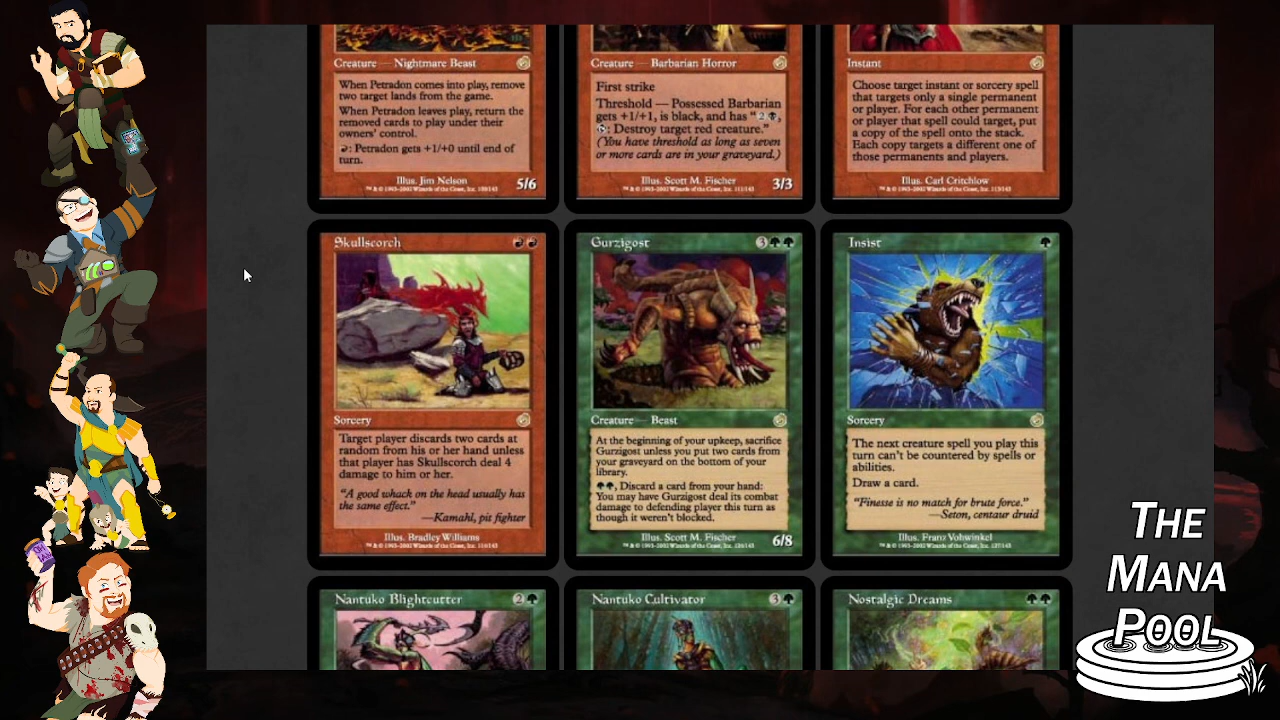 Creature — Nightmare Beast
When Petradon comes into play, remove
two target lands from the game.
When Petradon leaves play, return the
removed cards to play under their
owners' control.
: Petradon gets +1/+0 until end of
turn.
Illus. Jim Nelson
5/6
Creature — Barbarian Horror
First strike
Threshold — Possessed Barbarian
gets +1/+1, is black, and has "2,
: Destroy target red creature."
(You have threshold as long as seven
or more cards are in your graveyard.)
Illus. Scott M. Fischer
3/3
Instant
Choose target instant or sorcery spell
that targets only a single permanent
or player. For each other permanent
or player that spell could target, put
a copy of the spell onto the stack.
Each copy targets a different one of
those permanents and players.
Illus. Carl Critchlow
Skullscorch
Sorcery
Target player discards two cards at
random from his or her hand unless
that player has Skullscorch deal 4
damage to him or her.
"A good whack on the head usually has
the same effect."
—Kamahl, pit fighter
Illus. Bradley Williams
Gurzigost
3
Creature — Beast
At the beginning of your upkeep, sacrifice
Gurzigost unless you put two cards from
your graveyard on the bottom of your
library.
, Discard a card from your hand:
You may have Gurzigost deal its combat
damage to defending player this turn as
though it weren't blocked.
Illus. Scott M. Fischer
6/8
Insist
Sorcery
The next creature spell you play this
turn can't be countered by spells or
abilities.
Draw a card.
"Finesse is no match for brute force."
—Seton, centaur druid
Illus. Franz Vohwinkel
Nantuko Blightcutter
2
Nantuko Cultivator
3
Nostalgic Dreams
The
Mana
Pool